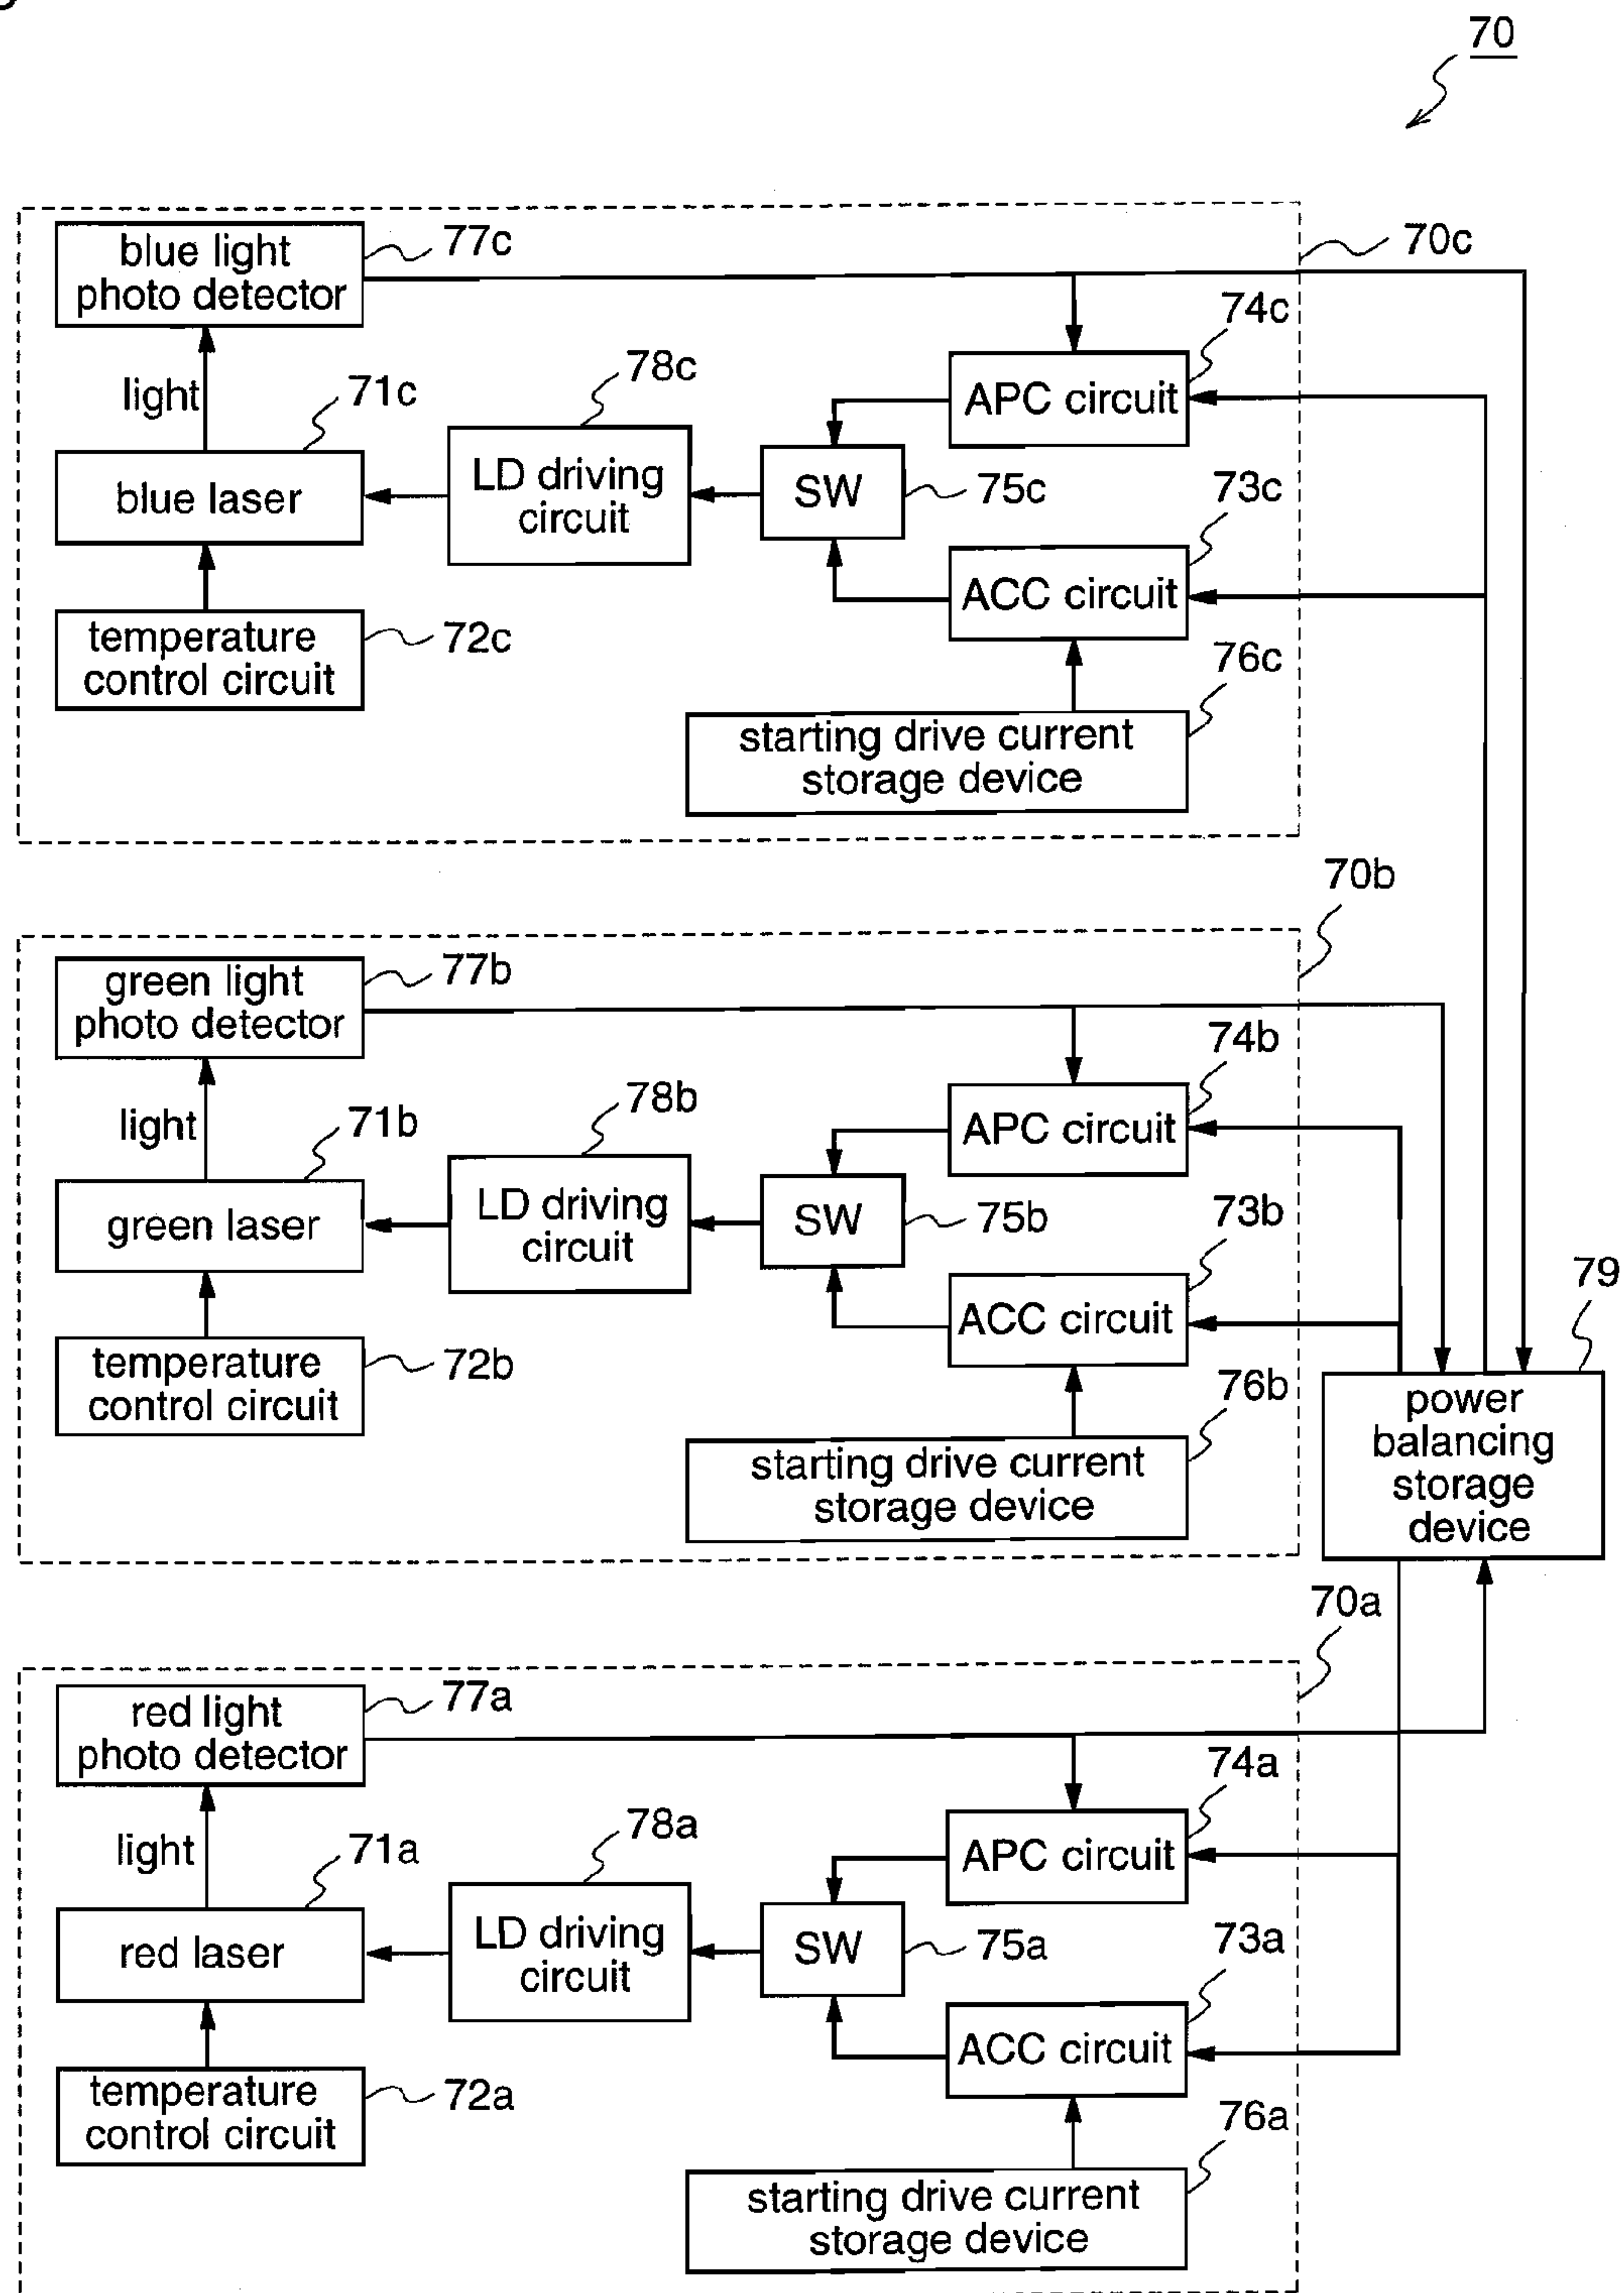 70
blue light
photo detector
77c
70c
74c
light
71c
78c
APC circuit
blue laser
LD driving
circuit
SW
75c
73c
ACC circuit
temperature
control circuit
72c
76c
starting drive current
storage device
70b
green light
photo detector
77b
74b
light
71b
78b
APC circuit
green laser
LD driving
circuit
SW
75b
73b
ACC circuit
79
temperature
control circuit
72b
76b
starting drive current
storage device
power
balancing
storage
device
70a
red light
photo detector
77a
74a
light
71a
78a
APC circuit
red laser
LD driving
circuit
SW
75a
73a
ACC circuit
temperature
control circuit
72a
76a
starting drive current
storage device